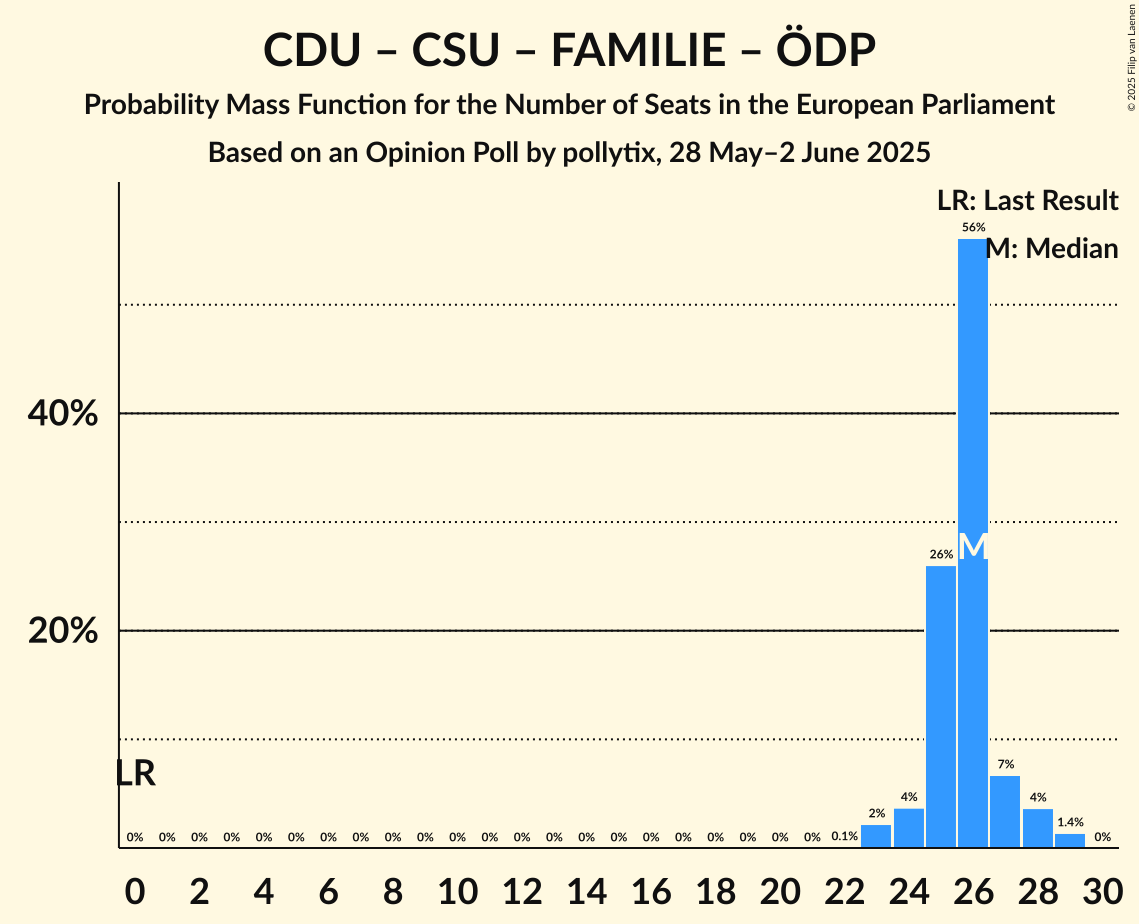 CDU – CSU – FAMILIE – ÖDP
Probability Mass Function for the Number of Seats in the European Parliament
Based on an Opinion Poll by pollytix, 28 May–2 June 2025
© 2025 Filip van Laenen
LR: Last Result
M: Median
56%
40%
26% M
20%
LR
7%
4% 4%
2% 1.4%
0% 0% 0% 0% 0% 0% 0% 0% 0% 0% 0% 0% 0% 0% 0% 0% 0% 0% 0% 0% 0% 0% 0.1% 0%
0 2 4 6 8 10 12 14 16 18 20 22 24 26 28 30